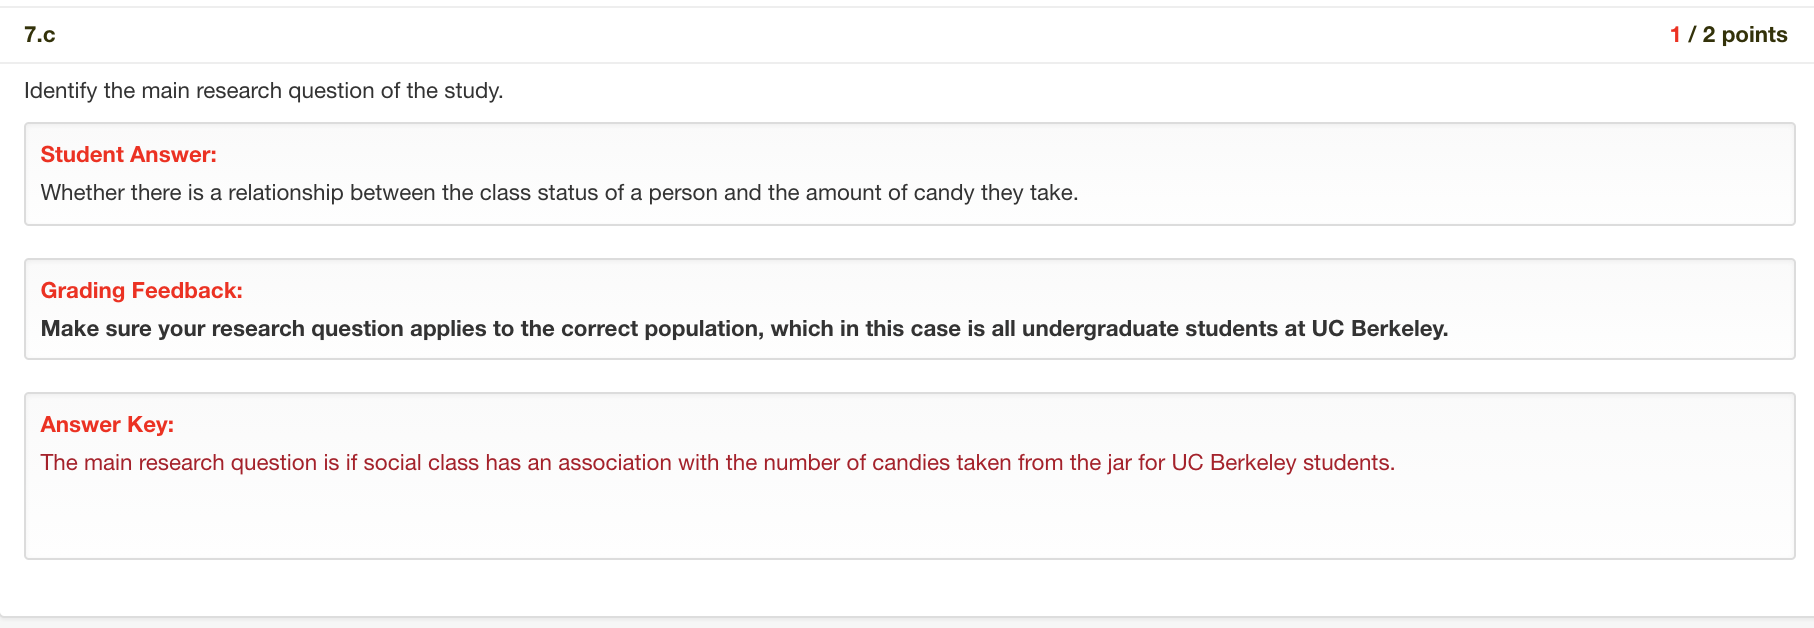 7.c
1 / 2 points
Identify the main research question of the study.
Student Answer:
Whether there is a relationship between the class status of a person and the amount of candy they take.
Grading Feedback:
Make sure your research question applies to the correct population, which in this case is all undergraduate students at UC Berkeley.
Answer Key:
The main research question is if social class has an association with the number of candies taken from the jar for UC Berkeley students.